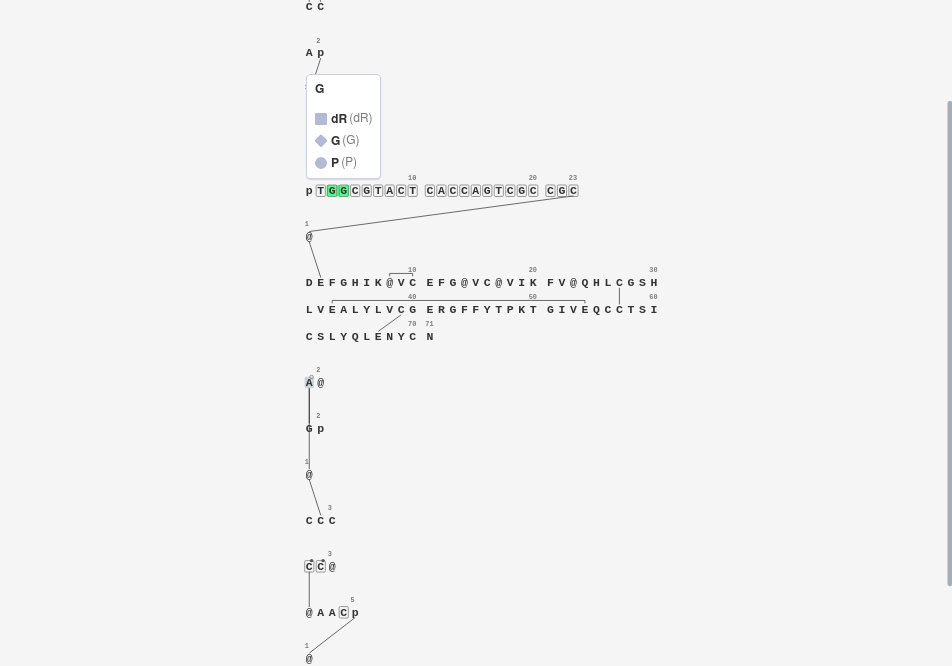 C C
2
A p
G
dR (dR)
G (G)
P (P)
10 20 23
p T G G C G T A C T C A C C A G T C G C C G C
1
@
10 20 30
D E F G H I K @ V C E F G @ V C @ V I K F V @ Q H L C G S H
40 50 60
L V E A L Y L V C G E R G F F Y T P K T G I V E Q C C T S I
70 71
C S L Y Q L E N Y C N
2
A @
2
G p
1
@
3
C C C
3
C C @
5
@ A A C p
1
@